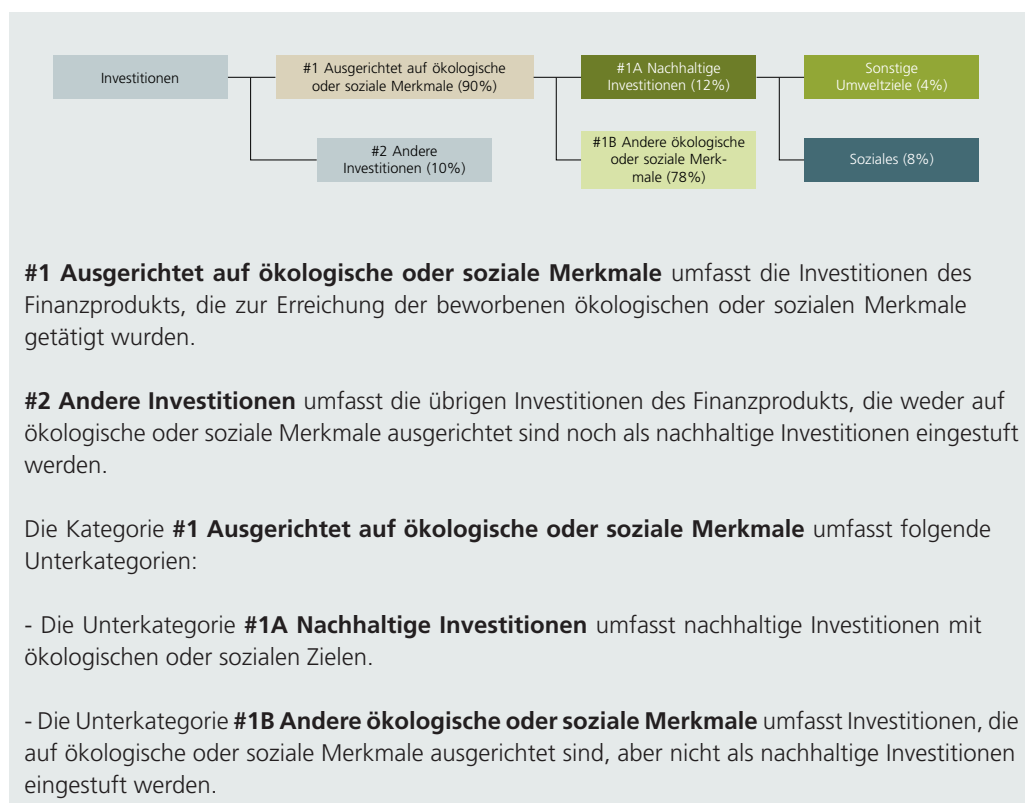 Investitionen
#1 Ausgerichtet auf ökologische
oder soziale Merkmale (90%)
#1A Nachhaltige
Investitionen (12%)
Sonstige
Umweltziele (4%)
#2 Andere
Investitionen (10%)
#1B Andere ökologische
oder soziale Merk-
male (78%)
Soziales (8%)
#1 Ausgerichtet auf ökologische oder soziale Merkmale umfasst die Investitionen des
Finanzprodukts, die zur Erreichung der beworbenen ökologischen oder sozialen Merkmale
getätigt wurden.
#2 Andere Investitionen umfasst die übrigen Investitionen des Finanzprodukts, die weder auf
ökologische oder soziale Merkmale ausgerichtet sind noch als nachhaltige Investitionen eingestuft
werden.
Die Kategorie #1 Ausgerichtet auf ökologische oder soziale Merkmale umfasst folgende
Unterkategorien:
- Die Unterkategorie #1A Nachhaltige Investitionen umfasst nachhaltige Investitionen mit
ökologischen oder sozialen Zielen.
- Die Unterkategorie #1B Andere ökologische oder soziale Merkmale umfasst Investitionen, die
auf ökologische oder soziale Merkmale ausgerichtet sind, aber nicht als nachhaltige Investitionen
eingestuft werden.